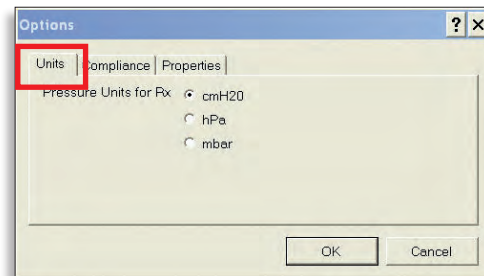 Options ? ×
Units Compliance Properties
Pressure Units for Rx cmH20
hPa
mbar
OK Cancel